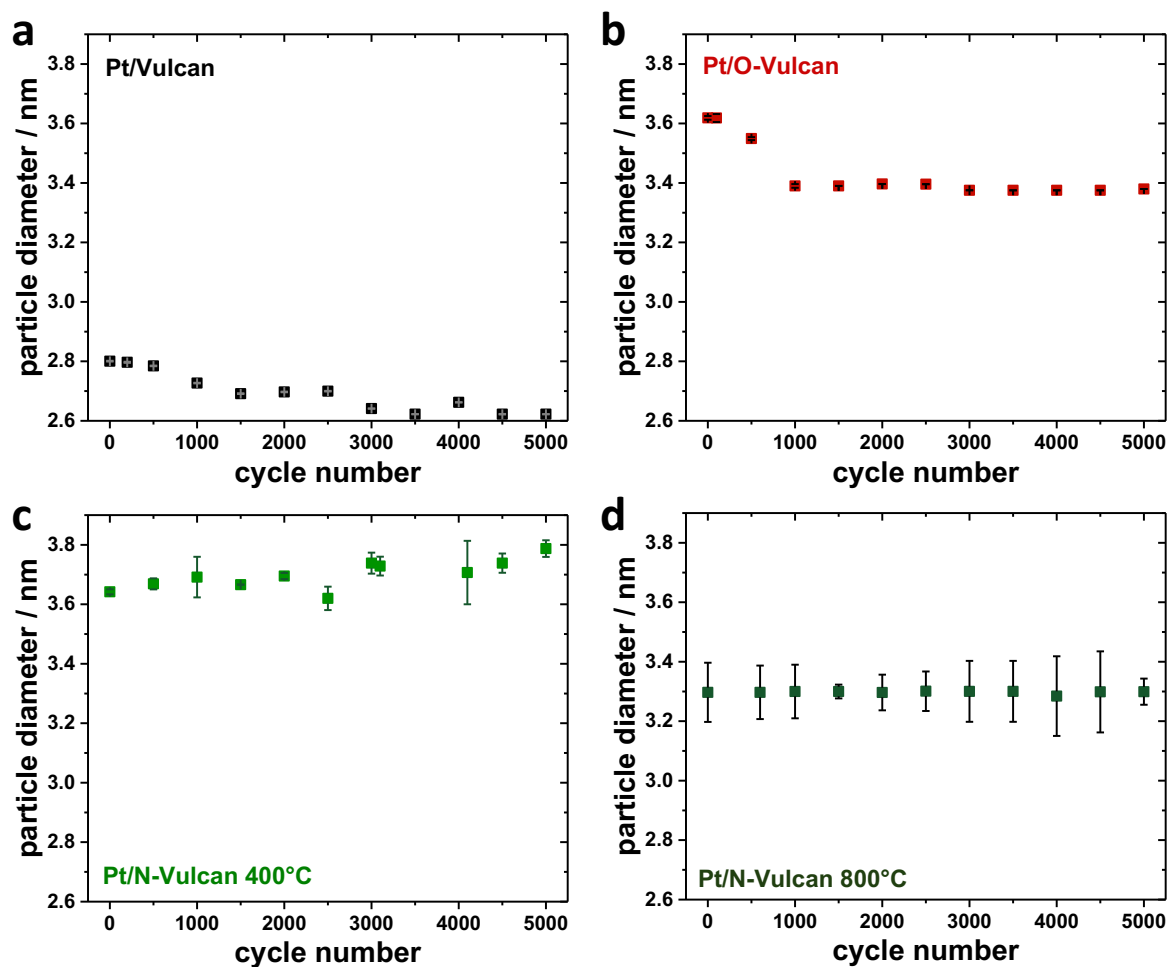 a
b
Pt/Vulcan
Pt/O-Vulcan
particle diameter / nm
3.8
3.6
3.4
3.2
3.0
2.8
2.6
0 1000 2000 3000 4000 5000
cycle number
particle diameter / nm
3.8
3.6
3.4
3.2
3.0
2.8
2.6
0 1000 2000 3000 4000 5000
cycle number
c
d
particle diameter / nm
3.8
3.6
3.4
3.2
3.0
2.8
2.6
Pt/N-Vulcan 400°C
0 1000 2000 3000 4000 5000
cycle number
particle diameter / nm
3.8
3.6
3.4
3.2
3.0
2.8
2.6
Pt/N-Vulcan 800°C
0 1000 2000 3000 4000 5000
cycle number